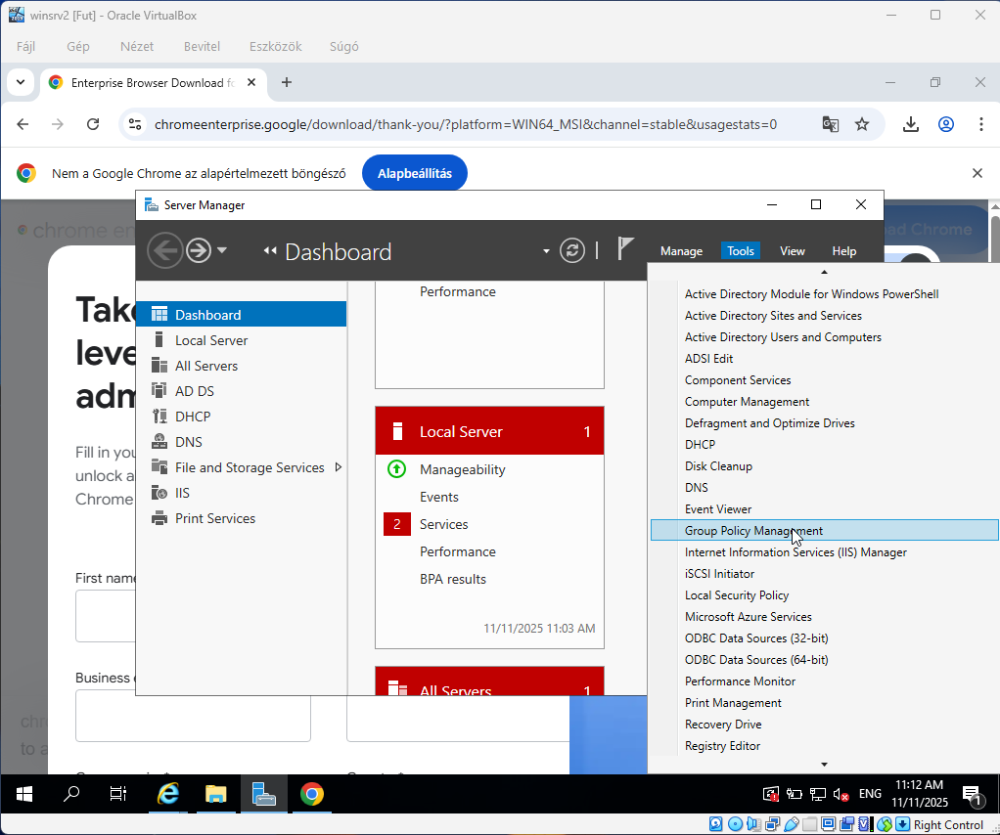 winsrv2 [Fut] - Oracle VirtualBox
Fájl Gép Nézet Bevitel Eszközök Súgó
Enterprise Browser Download fo
chromeenterprise.google/download/thank-you/?platform=WIN64_MSI&channel=stable&usagestats=0
Nem a Google Chrome az alapértelmezett böngésző
Alapbeállítás
chrome en
ad Chrome
Take
leve
adm
Fill in you
unlock a
Chrome
First name
Business e
chr
to a
Server Manager
Dashboard
Manage Tools View Help
Dashboard
Local Server
All Servers
AD DS
DHCP
DNS
File and Storage Services
IIS
Print Services
Performance
Local Server 1
Manageability
Events
2 Services
Performance
BPA results
11/11/2025 11:03 AM
All Servers 1
Active Directory Module for Windows PowerShell
Active Directory Sites and Services
Active Directory Users and Computers
ADSI Edit
Component Services
Computer Management
Defragment and Optimize Drives
DHCP
Disk Cleanup
DNS
Event Viewer
Group Policy Management
Internet Information Services (IIS) Manager
iSCSI Initiator
Local Security Policy
Microsoft Azure Services
ODBC Data Sources (32-bit)
ODBC Data Sources (64-bit)
Performance Monitor
Print Management
Recovery Drive
Registry Editor
ENG
11:12 AM
11/11/2025
1
Right Control